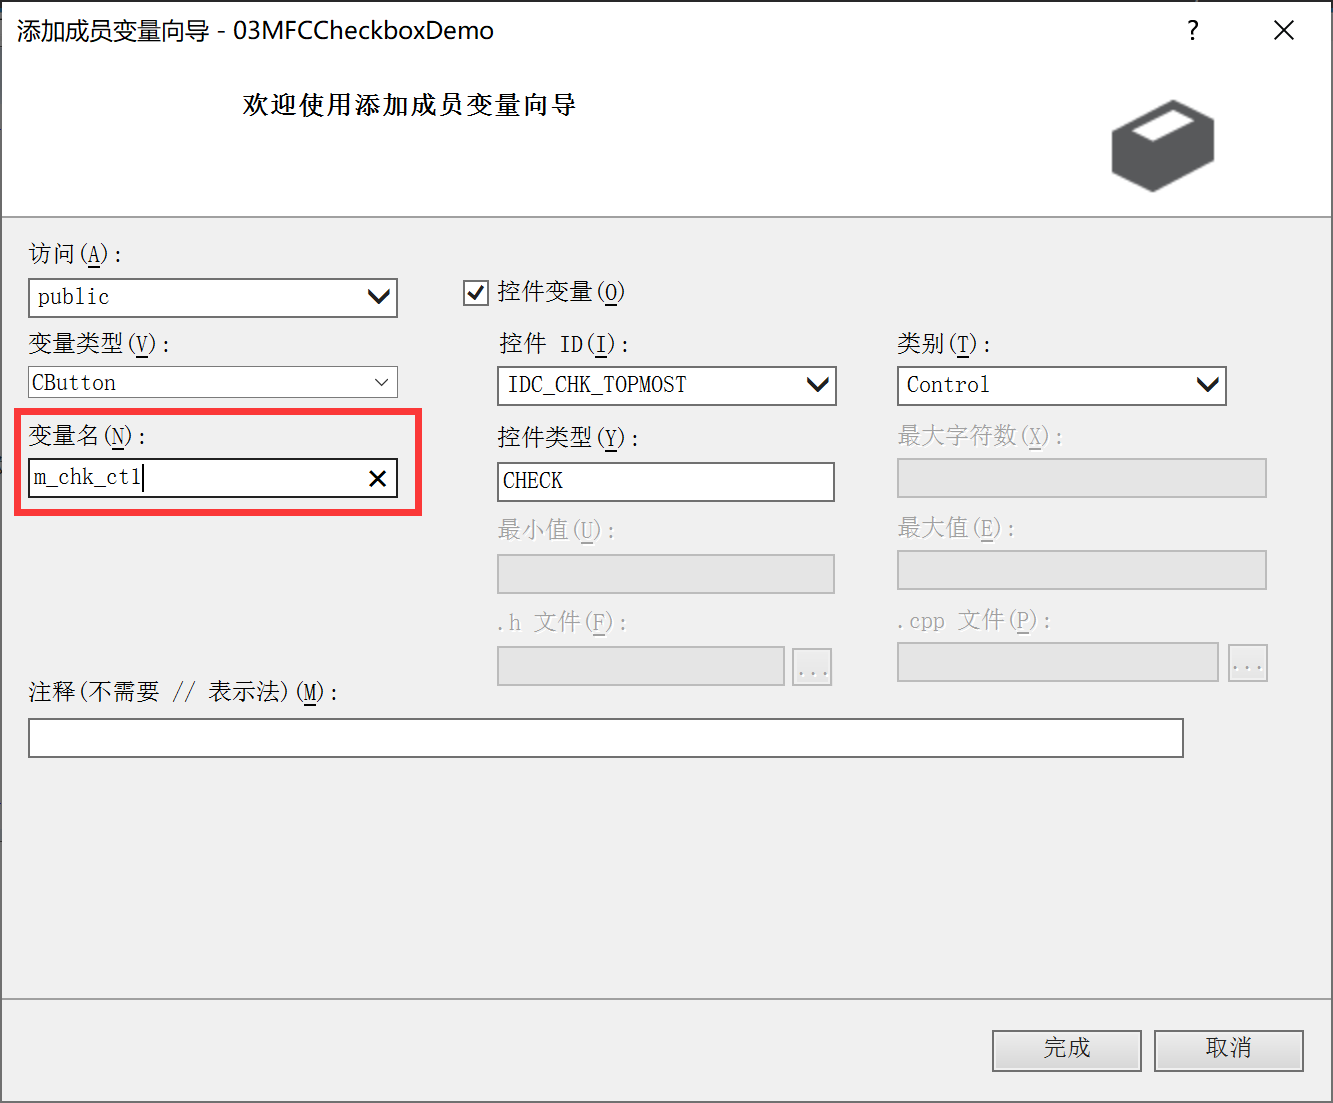 添加成员变量向导 - 03MFCCheckboxDemo
?
欢迎使用添加成员变量向导
访问(A):
public
控件变量(O)
变量类型(V):
控件 ID(I):
类别(T):
CButton
IDC_CHK_TOPMOST
Control
变量名(N):
控件类型(Y):
最大字符数(X):
m_chk_ctl
CHECK
最小值(U):
最大值(E):
.h 文件(F):
.cpp 文件(P):
...
...
注释(不需要 // 表示法)(M):
完成
取消